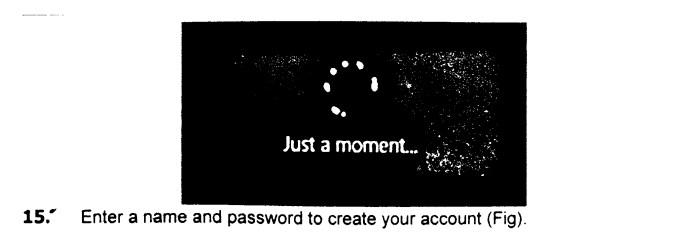 Just a moment...
15. Enter a name and password to create your account (Fig).